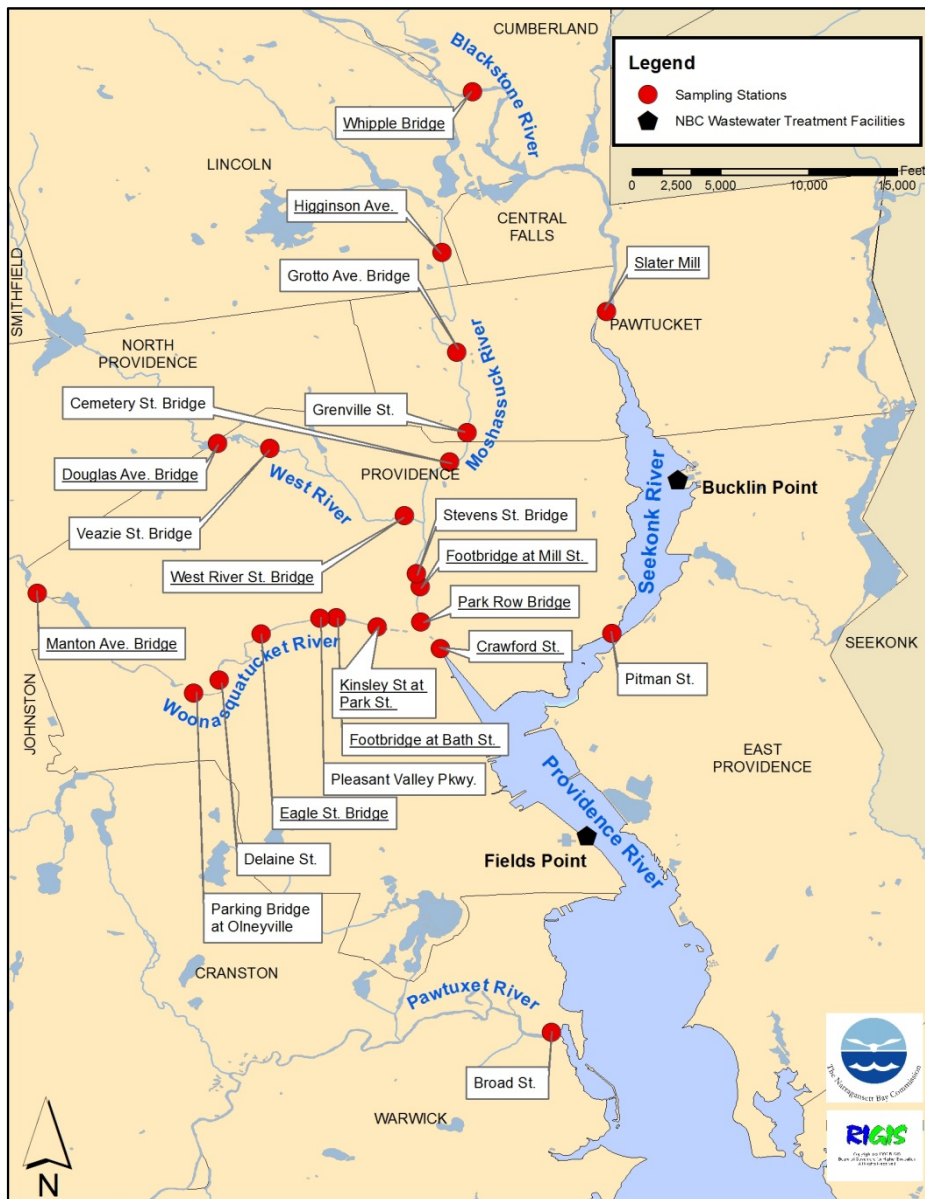 CUMBERLAND
Blackstone River
Legend
Sampling Stations
NBC Wastewater Treatment Facilities
Whipple Bridge
LINCOLN
Feet
0 2,500 5,000 10,000 15,000
Higginson Ave.
CENTRAL
FALLS
Grotto Ave. Bridge
Slater Mill
SMITHFIELD
PAWTUCKET
NORTH
PROVIDENCE
Moshassuck River
Cemetery St. Bridge
Grenville St.
Douglas Ave. Bridge
West River
PROVIDENCE
Seekonk River
Bucklin Point
Veazie St. Bridge
Stevens St. Bridge
West River St. Bridge
Footbridge at Mill St.
Park Row Bridge
Manton Ave. Bridge
Crawford St.
SEEKONK
Woonasquatucket River
Pitman St.
Kinsley St at
Park St.
JOHNSTON
Footbridge at Bath St.
EAST
PROVIDENCE
Pleasant Valley Pkwy.
Providence River
Eagle St. Bridge
Delaine St.
Fields Point
Parking Bridge
at Olneyville
CRANSTON
Pawtuxet River
Broad St.
The Narragansett Bay Commission
WARWICK
RIGIS
N